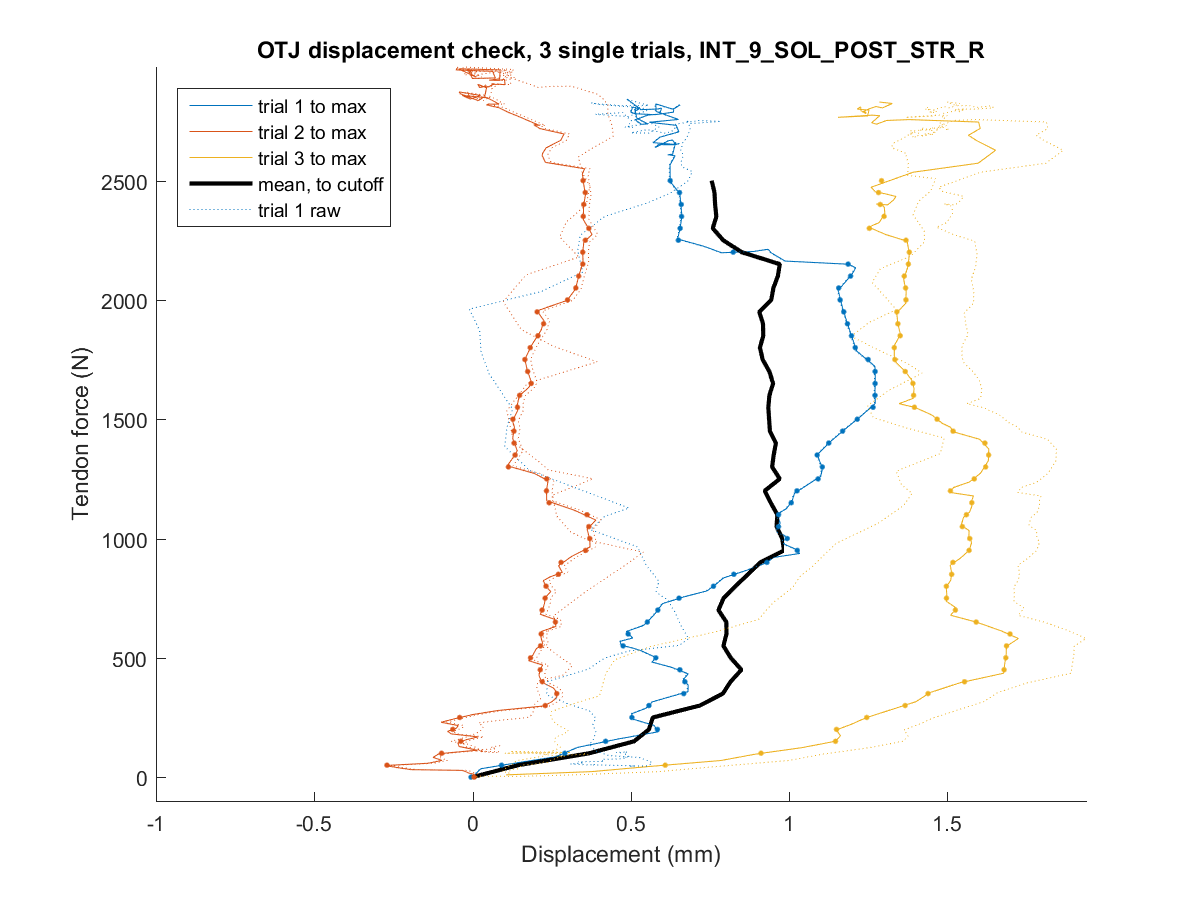 OTJ displacement check, 3 single trials, INT_9_SOL_POST_STR_R
trial 1 to max
trial 2 to max
trial 3 to max
mean, to cutoff
trial 1 raw
2500
2000
1500
1000
500
0
Tendon force (N)
-1
-0.5
0
0.5
1
1.5
Displacement (mm)